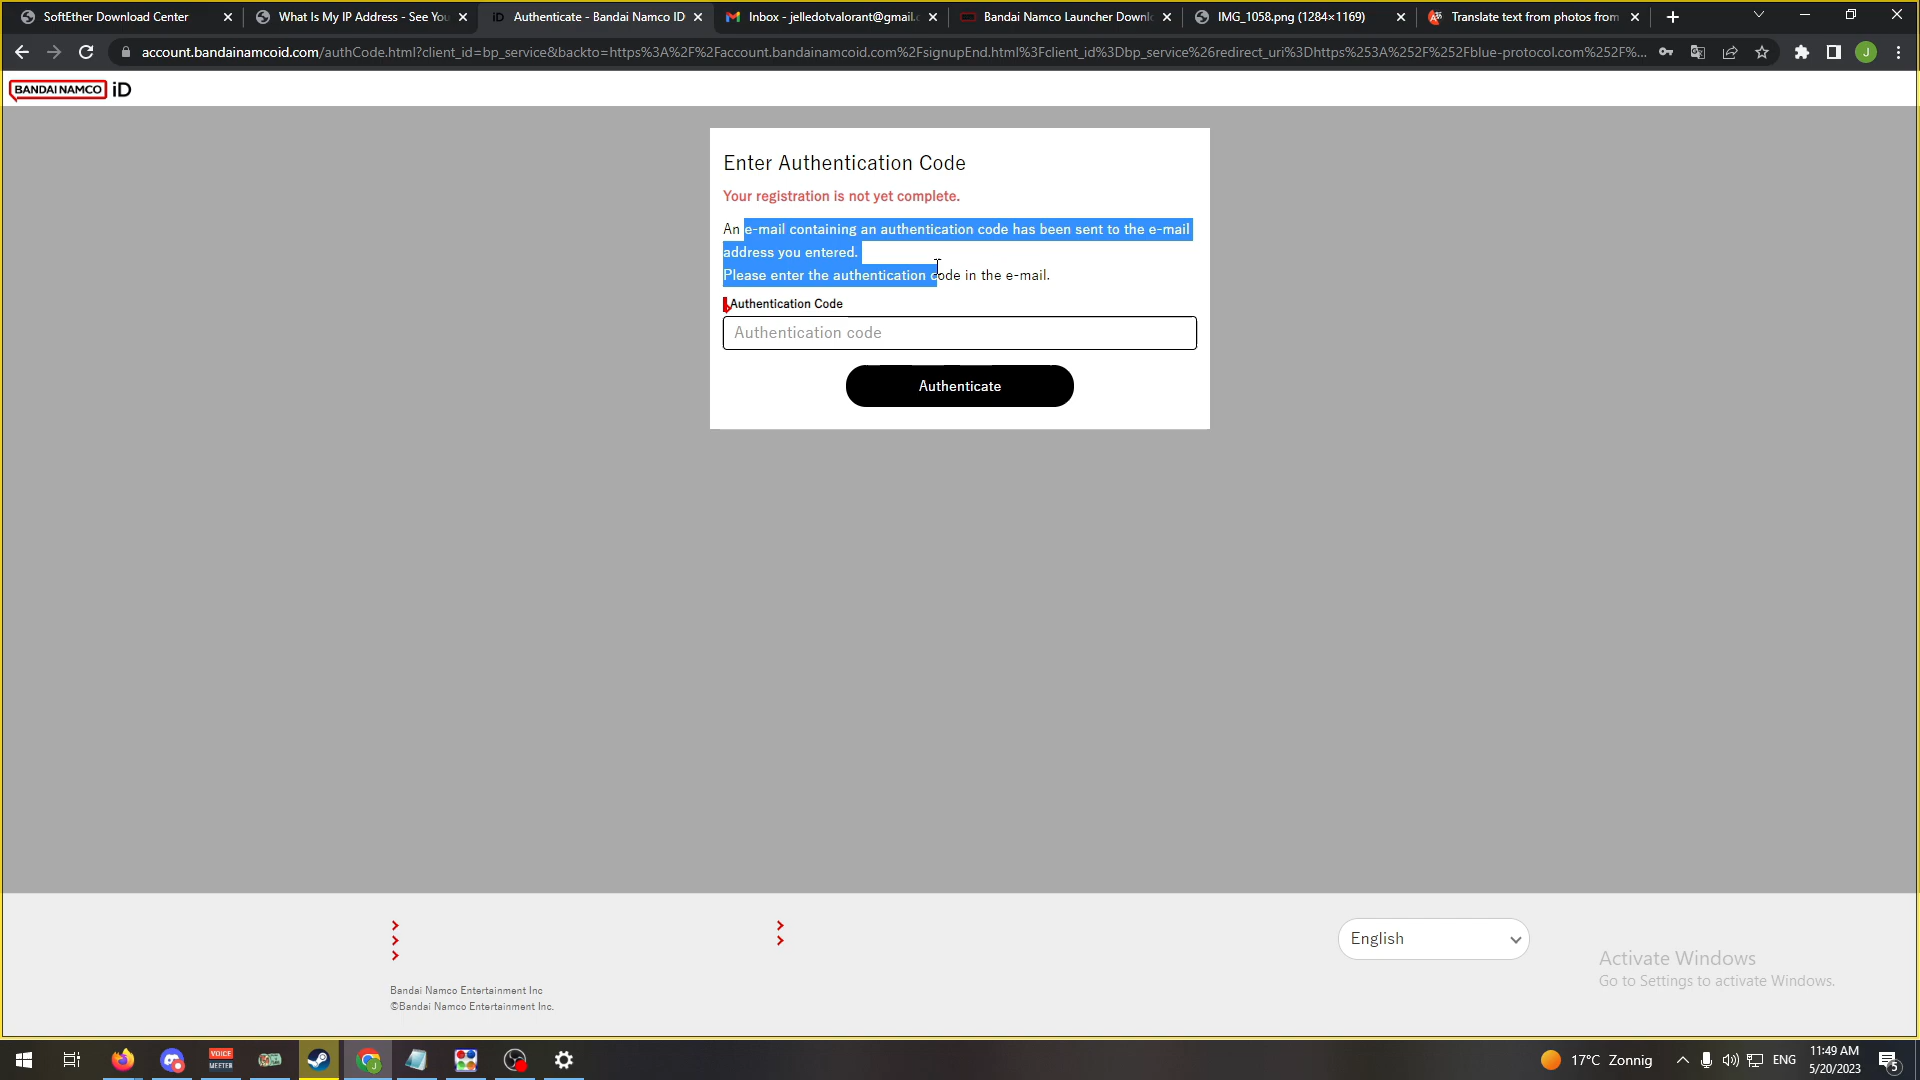 SoftEther Download Center
What Is My IP Address - See You
Authenticate - Bandai Namco ID
Inbox - jelledotvalorant@gmail.
Bandai Namco Launcher Downl
IMG_1058.png (1284×1169)
Translate text from photos from
account.bandainamcoid.com/authCode.html?client_id=bp_service&backto=https%3A%2F%2Faccount.bandainamcoid.com%2FsignupEnd.html%3Fclient_id%3Dbp_service%26redirect_uri%3Dhttps%253A%252F%252Fblue-protocol.com%252F%...
J
BANDAI NAMCO iD
Enter Authentication Code
Your registration is not yet complete.
An e-mail containing an authentication code has been sent to the e-mail
address you entered.
Please enter the authentication code in the e-mail.
Authentication Code
Authentication code
Authenticate
English
Bandai Namco Entertainment Inc
©Bandai Namco Entertainment Inc.
Activate Windows
Go to Settings to activate Windows.
VOICE
MEETER
17°C Zonnig
ENG
11:49 AM
5/20/2023
5